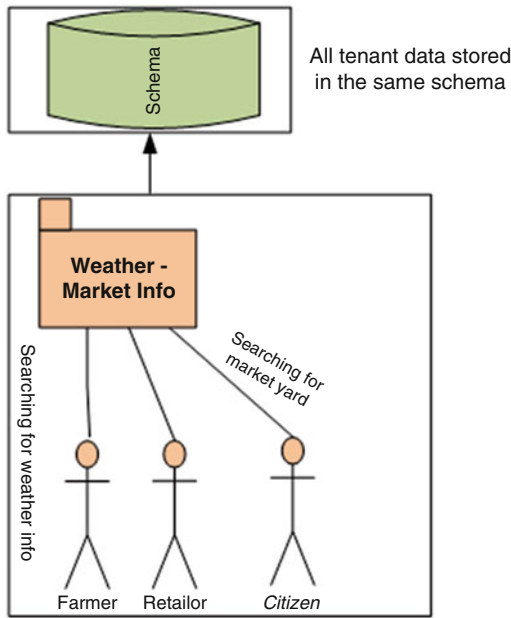 Schema
All tenant data stored
in the same schema
Weather -
Market Info
Searching for
market yard
Searching for weather info
Farmer
Retailor
Citizen